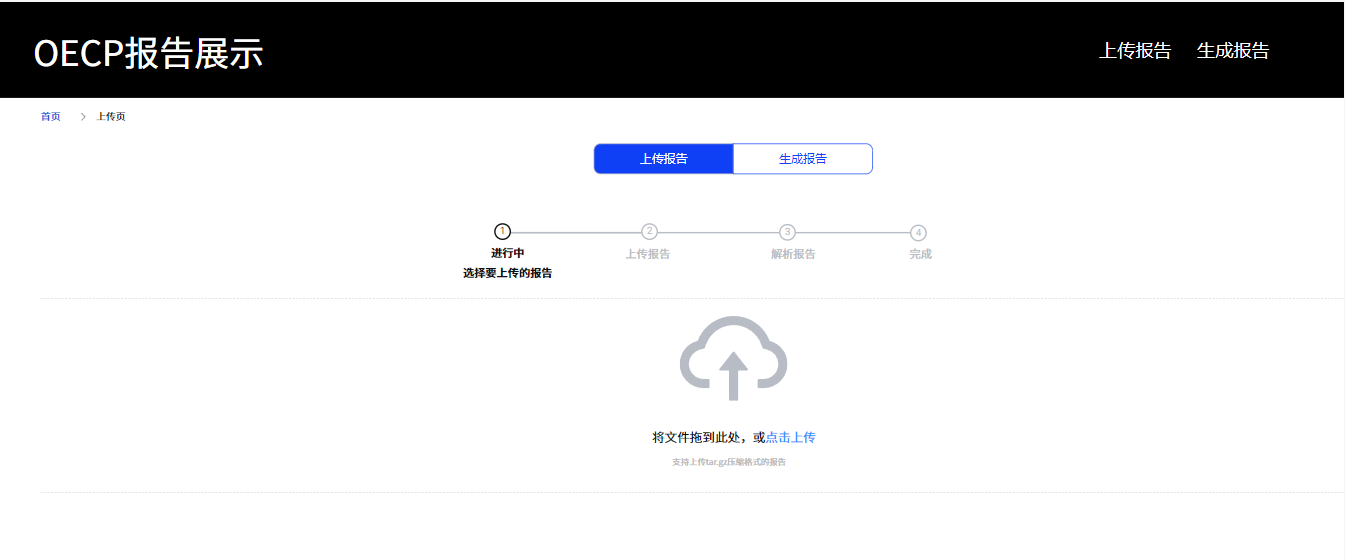 OECP报告展示
上传报告 生成报告
首页 > 上传页
上传报告 生成报告
1 2 3 4
进行中 上传报告 解析报告 完成
选择要上传的报告
将文件拖到此处，或点击上传
支持上传tar.gz压缩格式的报告